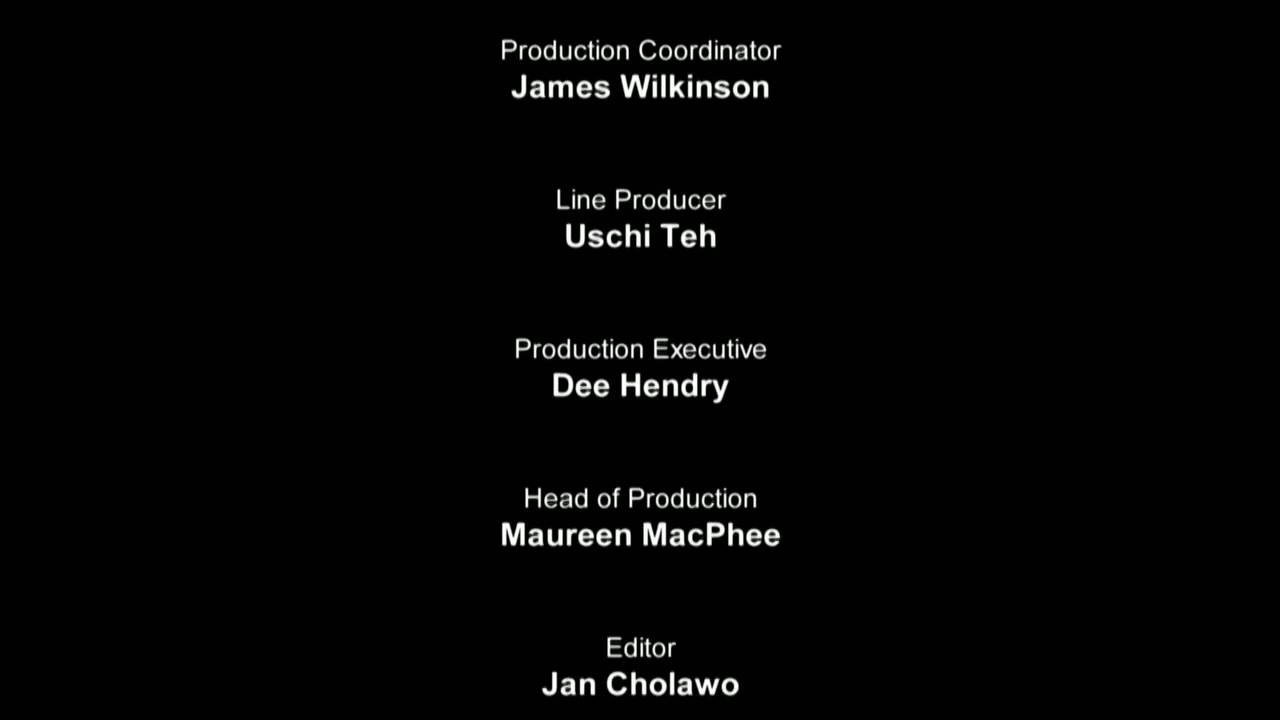 Production Coordinator
James Wilkinson
Line Producer
Uschi Teh
Production Executive
Dee Hendry
Head of Production
Maureen MacPhee
Editor
Jan Cholawo